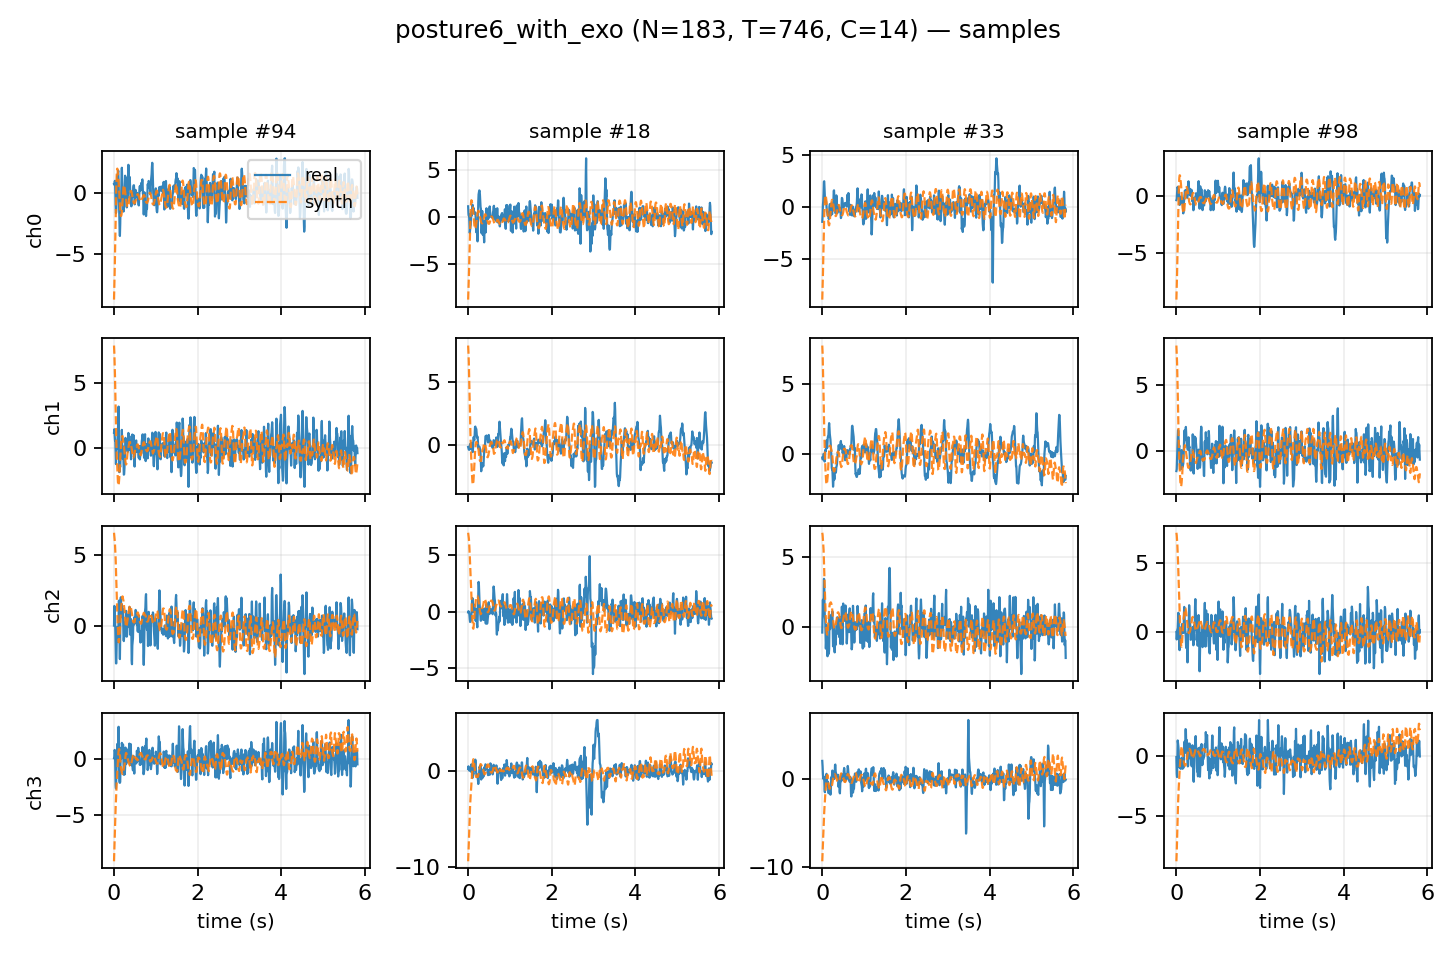 posture6_with_exo (N=183, T=746, C=14) — samples
sample #94
sample #18
sample #33
sample #98
real
synth
ch0
0
−5
5
0
−5
5
0
−5
0
−5
ch1
5
0
5
0
5
0
5
0
ch2
5
0
5
0
−5
5
0
5
0
ch3
0
−5
0
−10
0
−10
0
−5
0 2 4 6
0 2 4 6
0 2 4 6
0 2 4 6
time (s)
time (s)
time (s)
time (s)